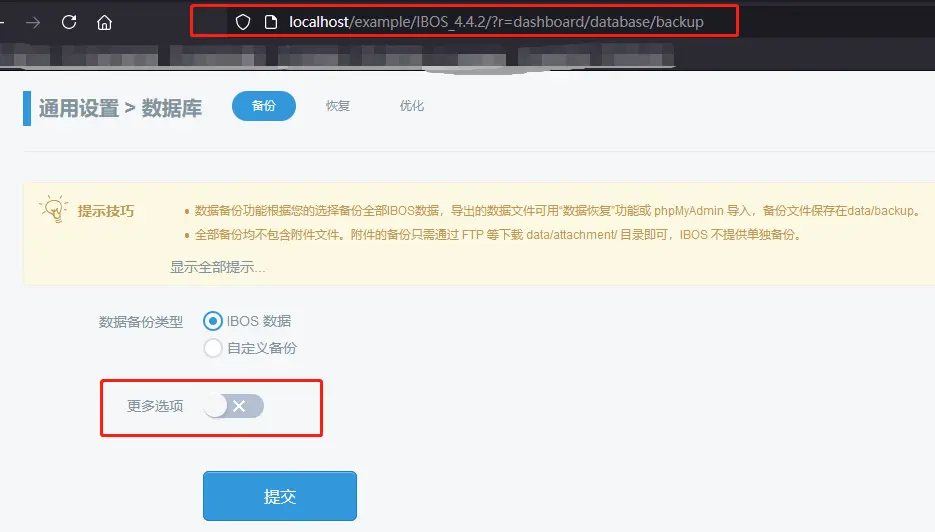 localhost/example/IBOS_4.4.2/?r=dashboard/database/backup
通用设置 > 数据库 备份 恢复 优化
提示技巧
数据备份功能根据您的选择备份全部IBOS数据，导出的数据文件可用“数据恢复”功能或 phpMyAdmin 导入，备份文件保存在data/backup。
全部备份均不包含附件文件。附件的备份只需通过 FTP 等下载 data/attachment/ 目录即可，IBOS 不提供单独备份。
显示全部提示...
数据备份类型 IBOS 数据
自定义备份
更多选项
提交